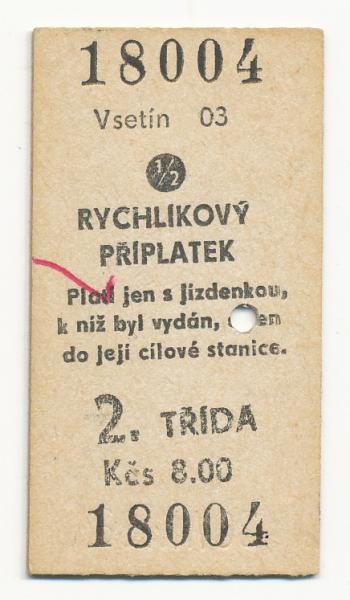 18004
Vsetín 03
1/2
RYCHLÍKOVÝ
PŘÍPLATEK
Platí jen s jízdenkou,
k níž byl vydán, en
do její cílové stanice.
2. TŘÍDA
Kčs 8.00
18004